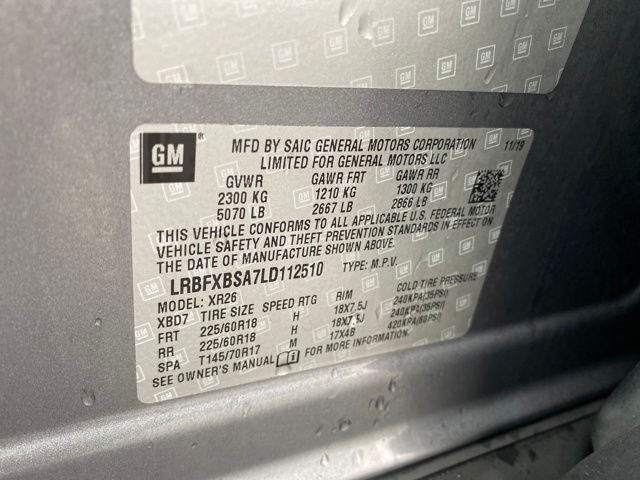 GM
MFD BY SAIC GENERAL MOTORS CORPORATION 11/19
LIMITED FOR GENERAL MOTORS LLC
GVWR GAWR FRT GAWR RR
2300 KG 1210 KG 1300 KG
5070 LB 2667 LB 2866 LB
THIS VEHICLE CONFORMS TO ALL APPLICABLE U.S. FEDERAL MOTOR
VEHICLE SAFETY AND THEFT PREVENTION STANDARDS IN EFFECT ON
THE DATE OF MANUFACTURE SHOWN ABOVE.
LRBFXBSA7LD112510 TYPE: M.P.V.
MODEL: XR26
XBD7 TIRE SIZE SPEED RTG RIM COLD TIRE PRESSURE
FRT 225/60R18 H 18X7.5J 240KPA(35PSI)
RR 225/60R18 H 18X7.5J 240KPA(35PSI)
SPA T145/70R17 M 17X4B 420KPA(60PSI)
SEE OWNER'S MANUAL FOR MORE INFORMATION.